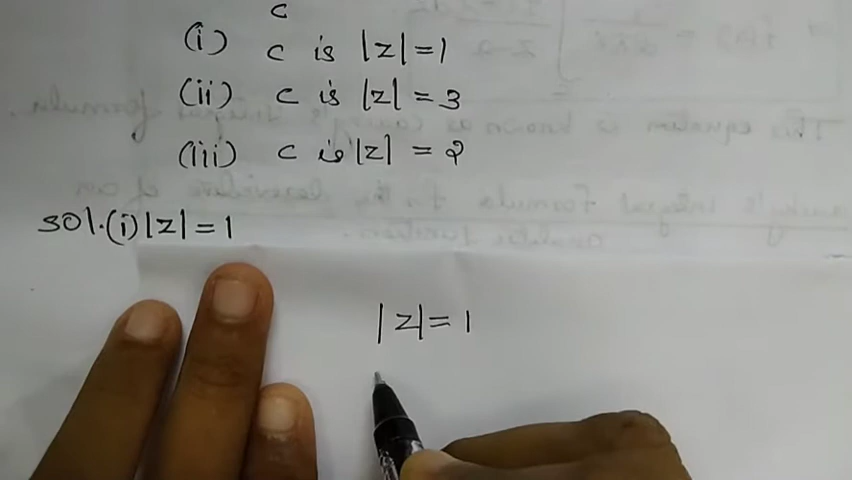 c
(i) c is |z|=1
(ii) c is |z| = 3
(iii) c is |z| = 2
sol.(i)|z|=1
|z|=1